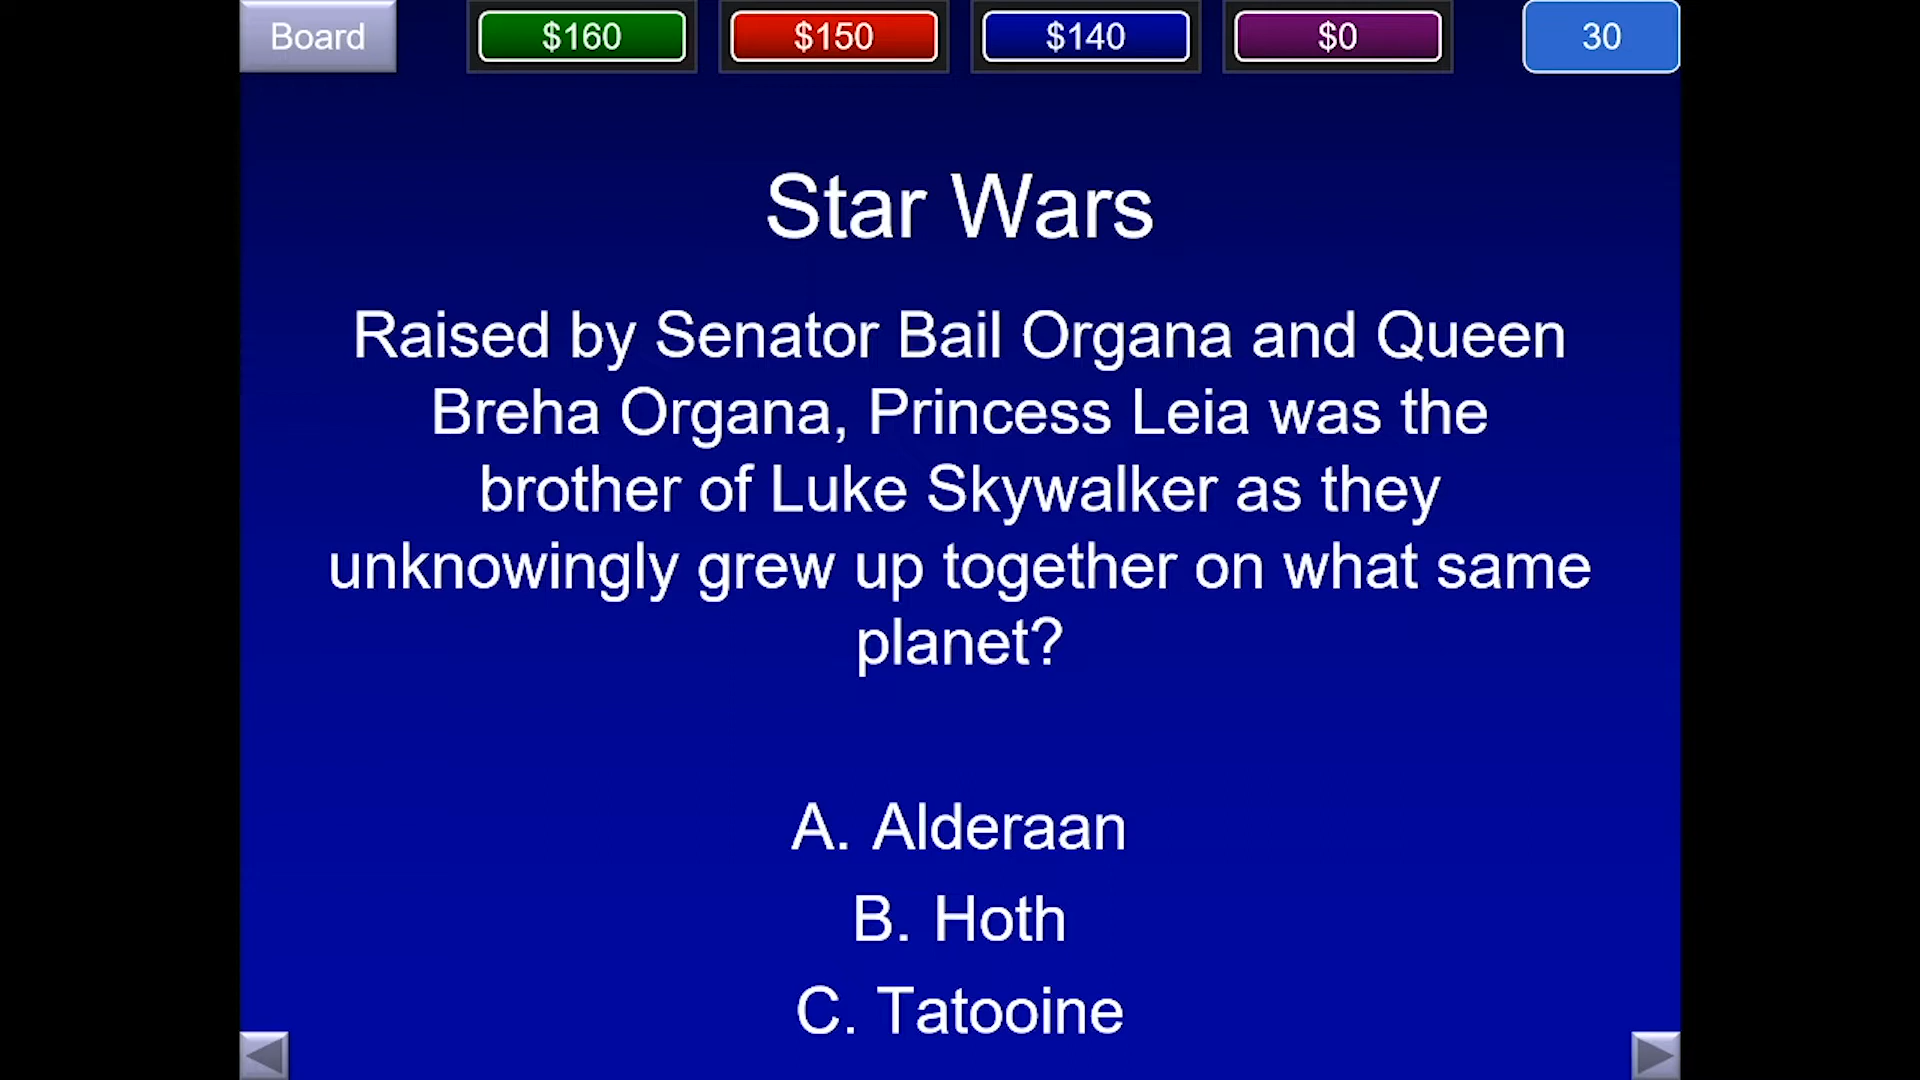 Board $160 $150 $140 $0 30
Star Wars
Raised by Senator Bail Organa and Queen
Breha Organa, Princess Leia was the
brother of Luke Skywalker as they
unknowingly grew up together on what same
planet?
A. Alderaan
B. Hoth
C. Tatooine